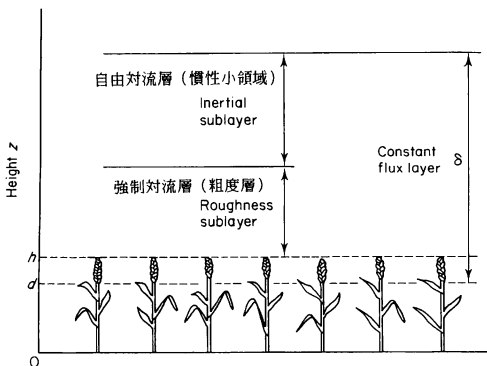 自由対流層（慣性小領域）
Inertial
sublayer
Constant
flux layer
δ
強制対流層（粗度層）
Roughness
sublayer
Height z
h
d
O